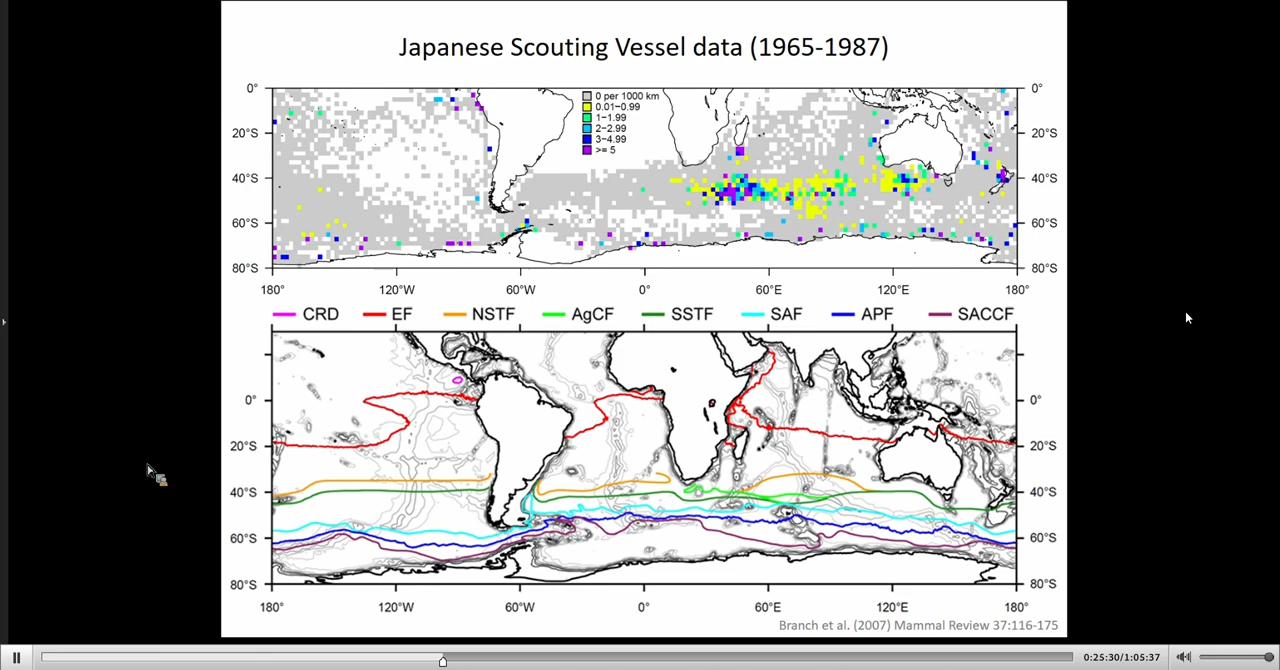 Japanese Scouting Vessel data (1965-1987)
0 per 1000 km
0.01−0.99
1−1.99
2−2.99
3−4.99
>= 5
0° 0°
20°S 20°S
40°S 40°S
60°S 60°S
80°S 80°S
180° 120°W 60°W 0° 60°E 120°E 180°
CRD EF NSTF AgCF SSTF SAF APF SACCF
0° 0°
20°S 20°S
40°S 40°S
60°S 60°S
80°S 80°S
180° 120°W 60°W 0° 60°E 120°E 180°
Branch et al. (2007) Mammal Review 37:116-175
0:25:30/1:05:37